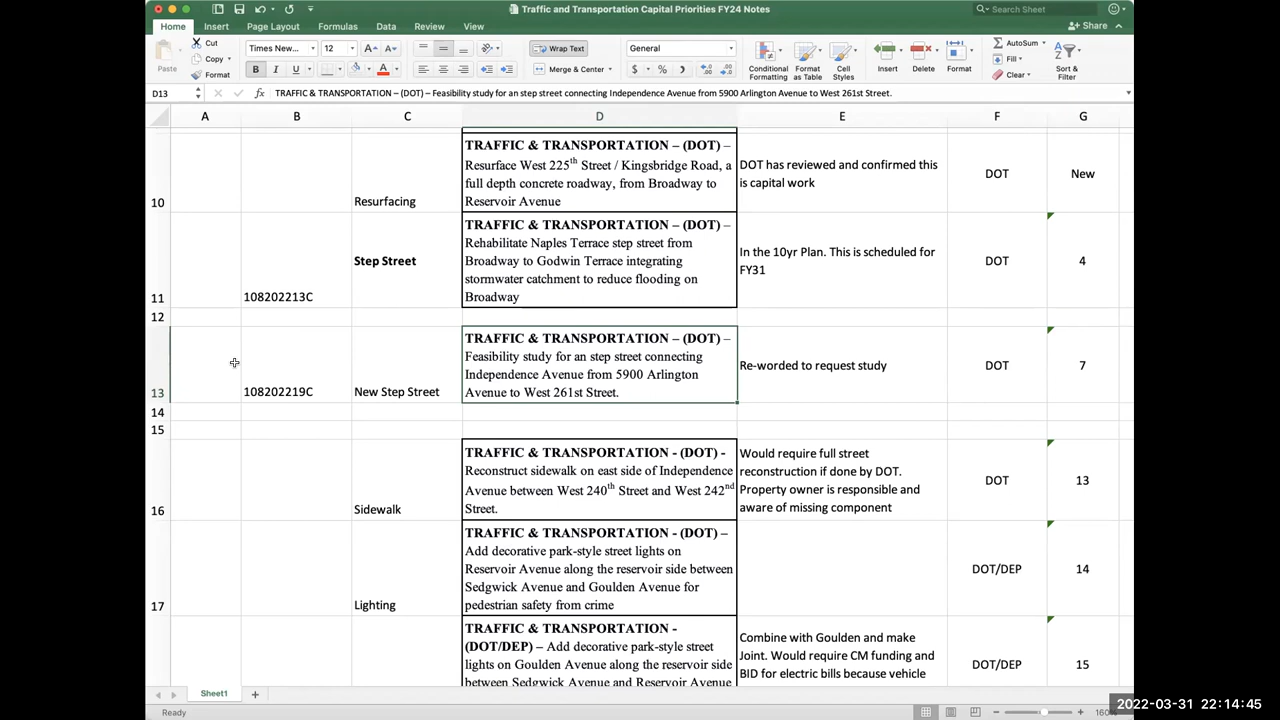 Traffic and Transportation Capital Priorities FY24 Notes
Search Sheet
Home Insert Page Layout Formulas Data Review View
Share
Paste
Cut
Copy
Format
Times New... 12 A A
B I U A
Wrap Text
Merge & Center
General
$ %
Conditional Formatting
Format as Table
Cell Styles
Insert
Delete
Format
AutoSum
Fill
Clear
Sort & Filter
D13 fx TRAFFIC & TRANSPORTATION – (DOT) – Feasibility study for an step street connecting Independence Avenue from 5900 Arlington Avenue to West 261st Street.
A B C D E F G
10
Resurfacing
TRAFFIC & TRANSPORTATION – (DOT) –
Resurface West 225th Street / Kingsbridge Road, a
full depth concrete roadway, from Broadway to
Reservoir Avenue
DOT has reviewed and confirmed this
is capital work
DOT
New
11
108202213C
Step Street
TRAFFIC & TRANSPORTATION – (DOT) –
Rehabilitate Naples Terrace step street from
Broadway to Godwin Terrace integrating
stormwater catchment to reduce flooding on
Broadway
In the 10yr Plan. This is scheduled for
FY31
DOT
4
12
13
108202219C
New Step Street
TRAFFIC & TRANSPORTATION – (DOT) –
Feasibility study for an step street connecting
Independence Avenue from 5900 Arlington
Avenue to West 261st Street.
Re-worded to request study
DOT
7
14
15
16
Sidewalk
TRAFFIC & TRANSPORTATION - (DOT) -
Reconstruct sidewalk on east side of Independence
Avenue between West 240th Street and West 242nd
Street.
Would require full street
reconstruction if done by DOT.
Property owner is responsible and
aware of missing component
DOT
13
17
Lighting
TRAFFIC & TRANSPORTATION - (DOT) –
Add decorative park-style street lights on
Reservoir Avenue along the reservoir side between
Sedgwick Avenue and Goulden Avenue for
pedestrian safety from crime
DOT/DEP
14
TRAFFIC & TRANSPORTATION -
(DOT/DEP) – Add decorative park-style street
lights on Goulden Avenue along the reservoir side
between Sedgwick Avenue and Reservoir Avenue
Combine with Goulden and make
Joint. Would require CM funding and
BID for electric bills because vehicle
DOT/DEP
15
Sheet1
Ready
160%
2022-03-31 22:14:45